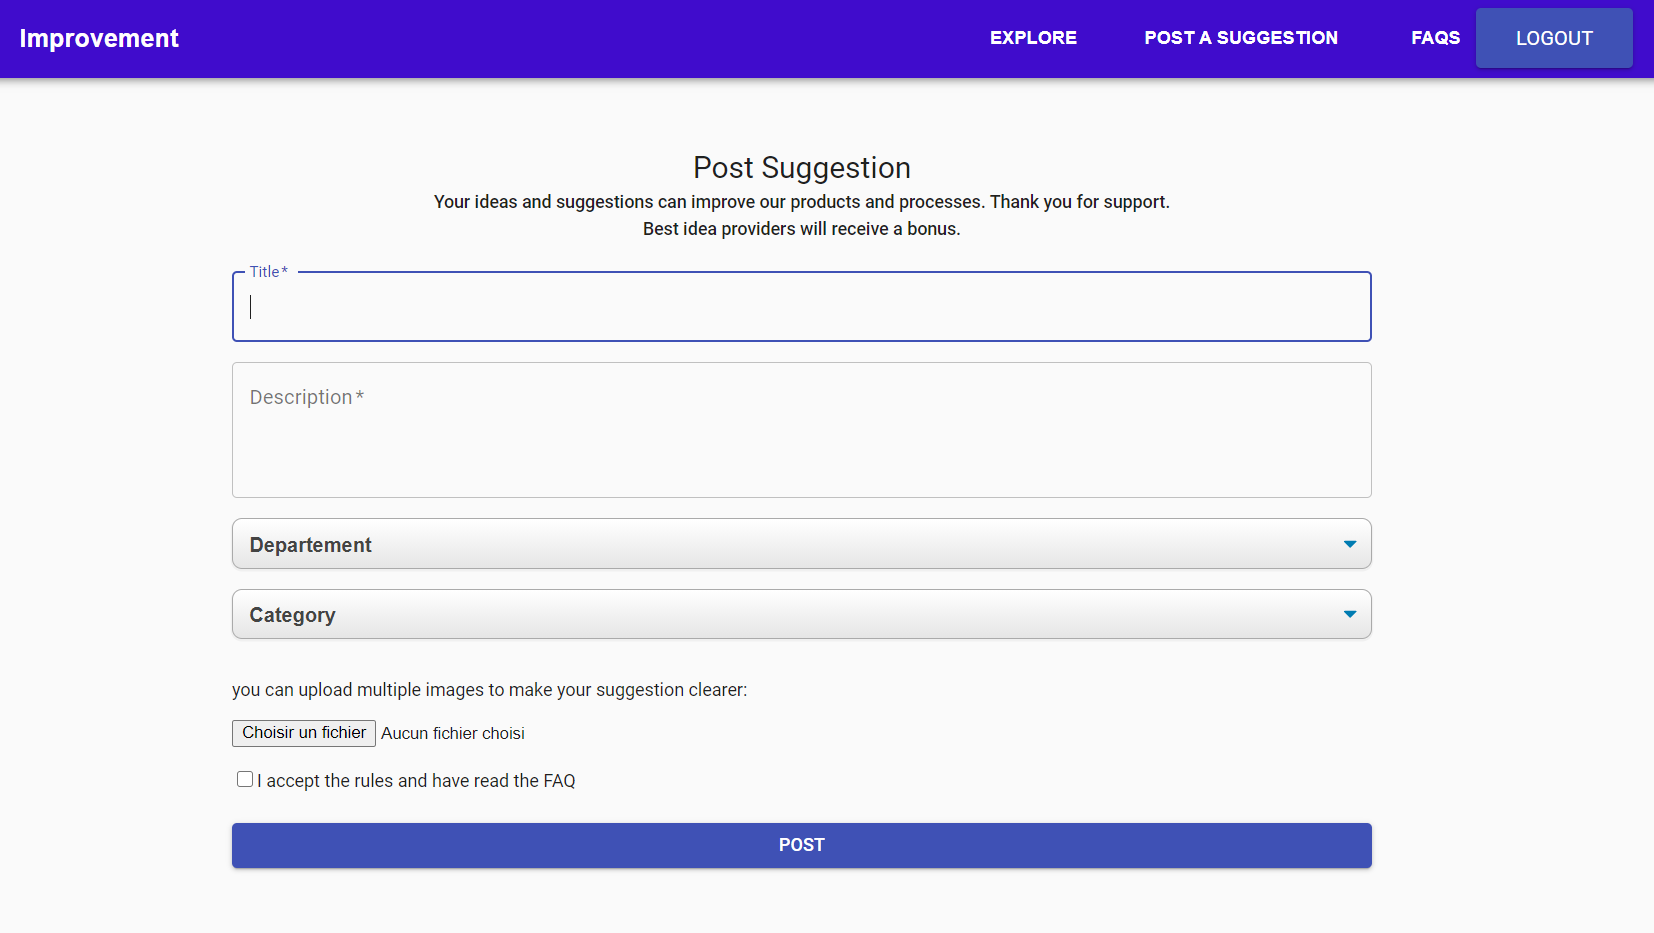 Improvement
EXPLORE
POST A SUGGESTION
FAQS
LOGOUT
Post Suggestion
Your ideas and suggestions can improve our products and processes. Thank you for support.
Best idea providers will receive a bonus.
Title *
Description *
Departement
Category
you can upload multiple images to make your suggestion clearer:
Choisir un fichier Aucun fichier choisi
I accept the rules and have read the FAQ
POST